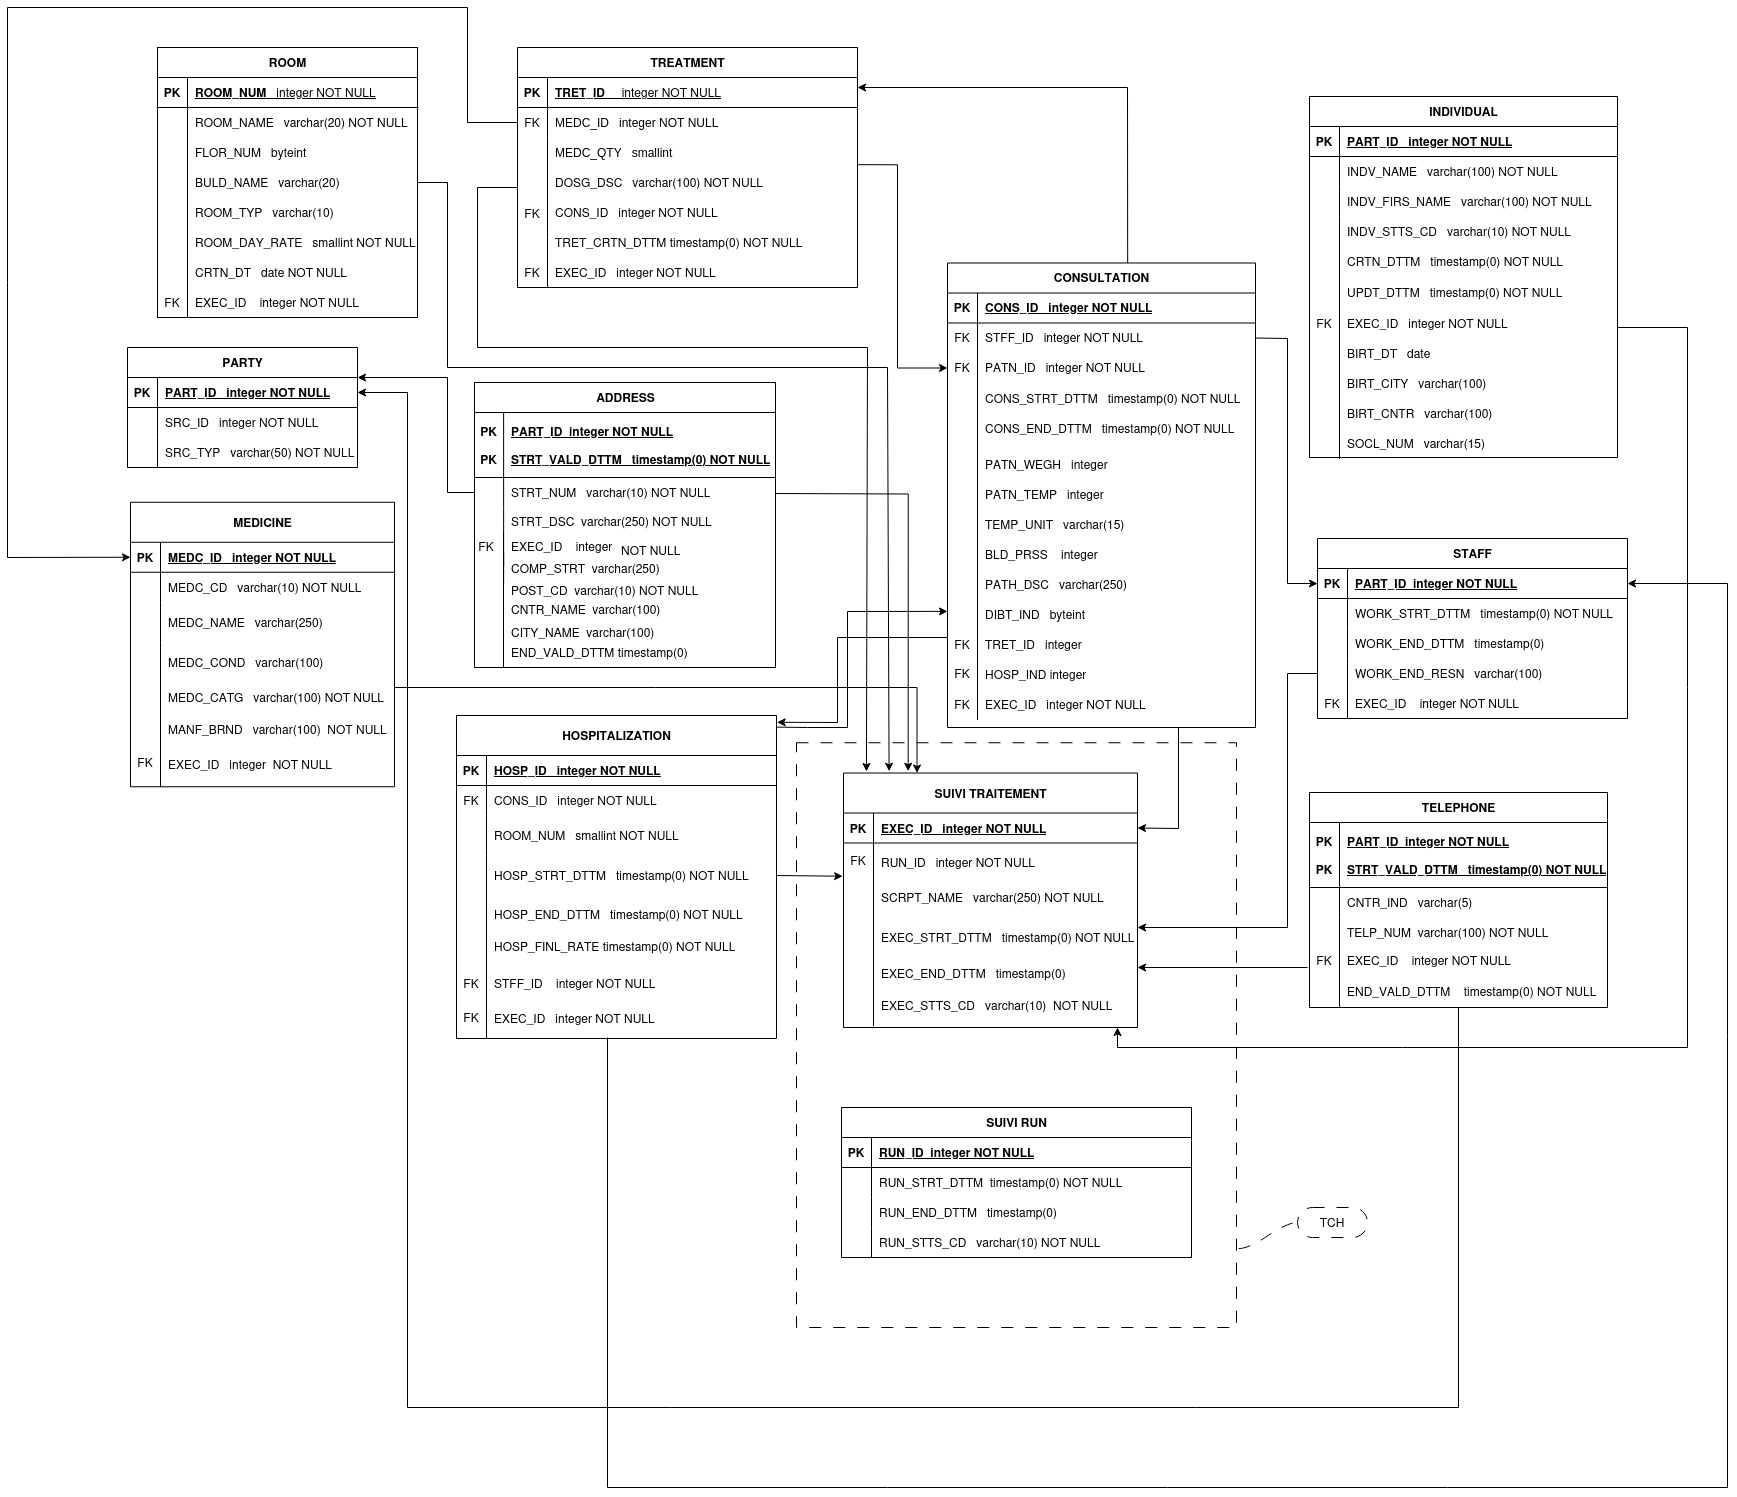 ROOM
PK ROOM_NUM integer NOT NULL
ROOM_NAME varchar(20) NOT NULL
FLOR_NUM byteint
BULD_NAME varchar(20)
ROOM_TYP varchar(10)
ROOM_DAY_RATE smallint NOT NULL
CRTN_DT date NOT NULL
FK EXEC_ID integer NOT NULL
TREATMENT
PK TRET_ID integer NOT NULL
FK MEDC_ID integer NOT NULL
MEDC_QTY smallint
DOSG_DSC varchar(100) NOT NULL
FK CONS_ID integer NOT NULL
TRET_CRTN_DTTM timestamp(0) NOT NULL
FK EXEC_ID integer NOT NULL
INDIVIDUAL
PK PART_ID integer NOT NULL
INDV_NAME varchar(100) NOT NULL
INDV_FIRS_NAME varchar(100) NOT NULL
INDV_STTS_CD varchar(10) NOT NULL
CRTN_DTTM timestamp(0) NOT NULL
UPDT_DTTM timestamp(0) NOT NULL
FK EXEC_ID integer NOT NULL
BIRT_DT date
BIRT_CITY varchar(100)
BIRT_CNTR varchar(100)
SOCL_NUM varchar(15)
CONSULTATION
PK CONS_ID integer NOT NULL
FK STFF_ID integer NOT NULL
FK PATN_ID integer NOT NULL
CONS_STRT_DTTM timestamp(0) NOT NULL
CONS_END_DTTM timestamp(0) NOT NULL
PATN_WEGH integer
PATN_TEMP integer
TEMP_UNIT varchar(15)
BLD_PRSS integer
PATH_DSC varchar(250)
DIBT_IND byteint
FK TRET_ID integer
FK HOSP_IND integer
FK EXEC_ID integer NOT NULL
PARTY
PK PART_ID integer NOT NULL
SRC_ID integer NOT NULL
SRC_TYP varchar(50) NOT NULL
ADDRESS
PK PART_ID integer NOT NULL
PK STRT_VALD_DTTM timestamp(0) NOT NULL
STRT_NUM varchar(10) NOT NULL
STRT_DSC varchar(250) NOT NULL
FK EXEC_ID integer NOT NULL
COMP_STRT varchar(250)
POST_CD varchar(10) NOT NULL
CNTR_NAME varchar(100)
CITY_NAME varchar(100)
END_VALD_DTTM timestamp(0)
MEDICINE
PK MEDC_ID integer NOT NULL
MEDC_CD varchar(10) NOT NULL
MEDC_NAME varchar(250)
MEDC_COND varchar(100)
MEDC_CATG varchar(100) NOT NULL
MANF_BRND varchar(100) NOT NULL
FK EXEC_ID integer NOT NULL
STAFF
PK PART_ID integer NOT NULL
WORK_STRT_DTTM timestamp(0) NOT NULL
WORK_END_DTTM timestamp(0)
WORK_END_RESN varchar(100)
FK EXEC_ID integer NOT NULL
HOSPITALIZATION
PK HOSP_ID integer NOT NULL
FK CONS_ID integer NOT NULL
ROOM_NUM smallint NOT NULL
HOSP_STRT_DTTM timestamp(0) NOT NULL
HOSP_END_DTTM timestamp(0) NOT NULL
HOSP_FINL_RATE timestamp(0) NOT NULL
FK STFF_ID integer NOT NULL
FK EXEC_ID integer NOT NULL
SUIVI TRAITEMENT
PK EXEC_ID integer NOT NULL
FK RUN_ID integer NOT NULL
SCRPT_NAME varchar(250) NOT NULL
EXEC_STRT_DTTM timestamp(0) NOT NULL
EXEC_END_DTTM timestamp(0)
EXEC_STTS_CD varchar(10) NOT NULL
TELEPHONE
PK PART_ID integer NOT NULL
PK STRT_VALD_DTTM timestamp(0) NOT NULL
CNTR_IND varchar(5)
TELP_NUM varchar(100) NOT NULL
FK EXEC_ID integer NOT NULL
END_VALD_DTTM timestamp(0) NOT NULL
SUIVI RUN
PK RUN_ID integer NOT NULL
RUN_STRT_DTTM timestamp(0) NOT NULL
RUN_END_DTTM timestamp(0)
RUN_STTS_CD varchar(10) NOT NULL
TCH